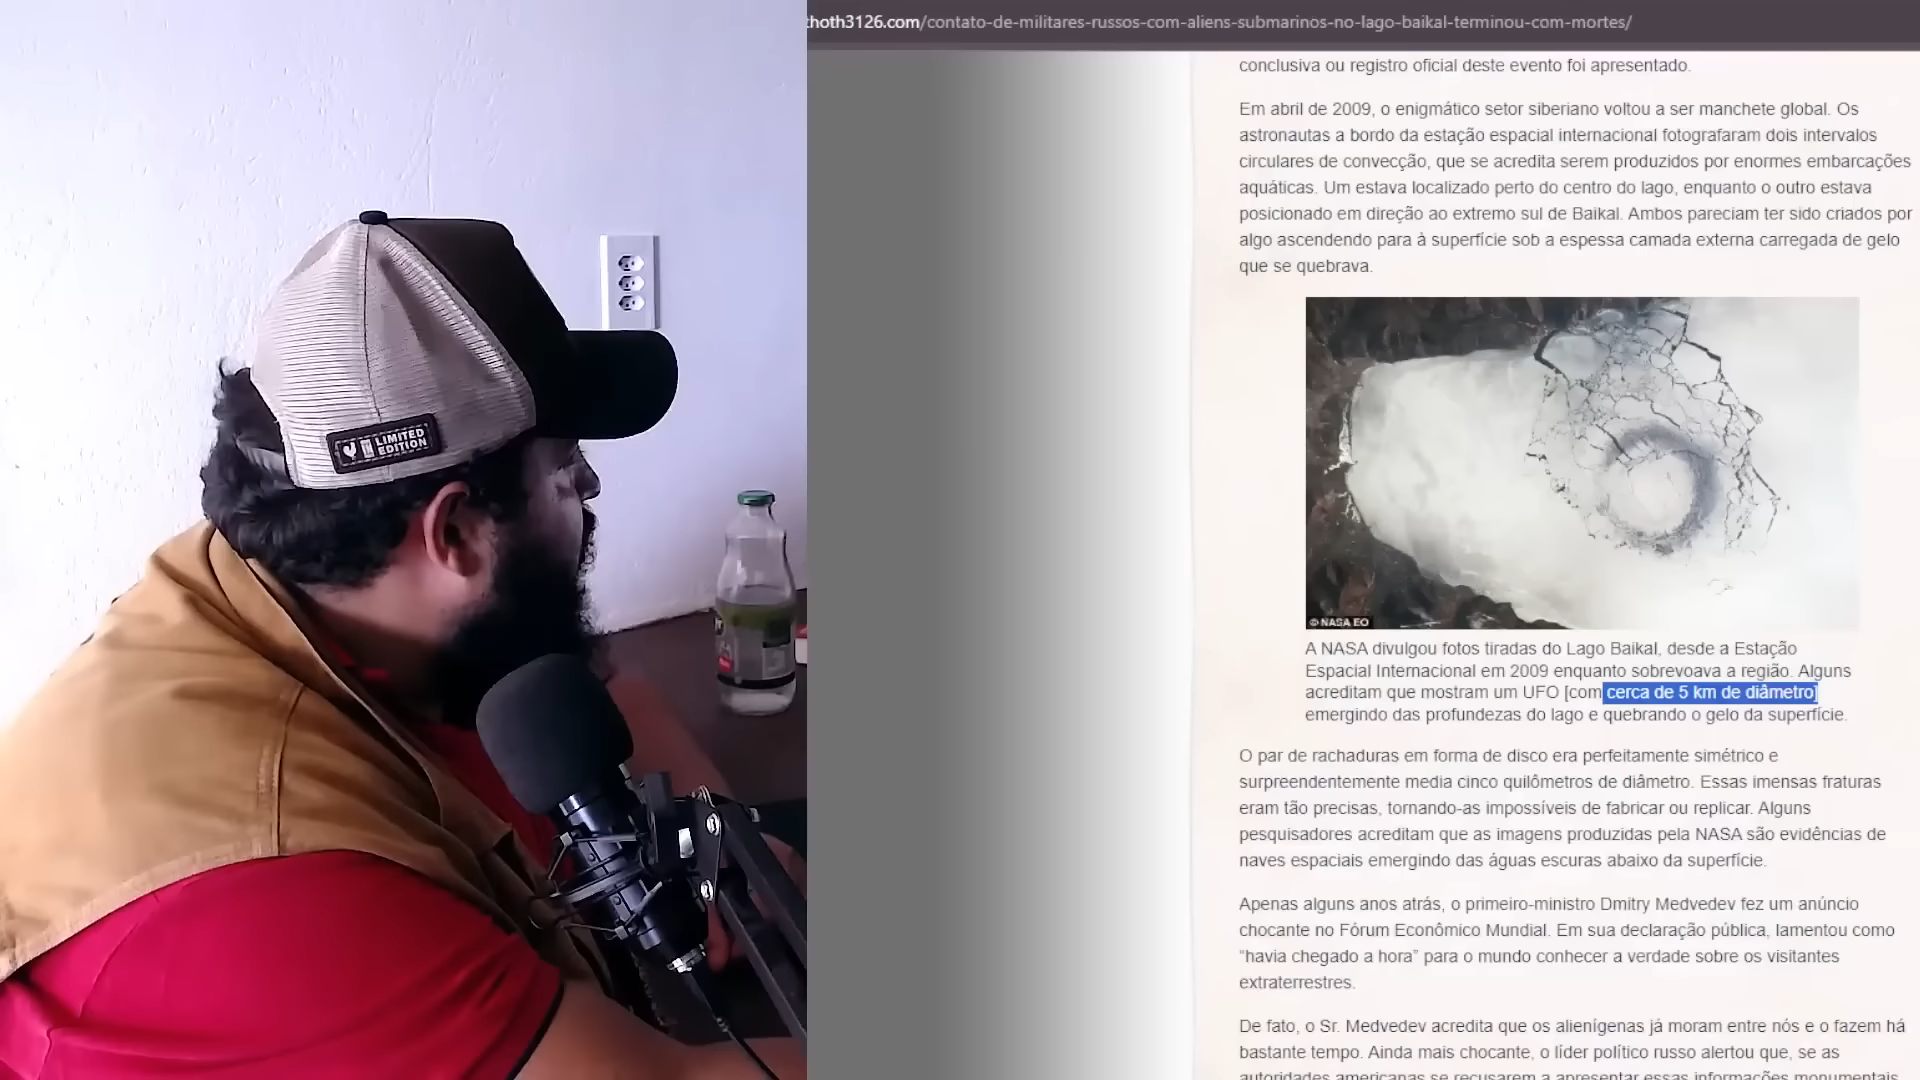 thoth3126.com/contato-de-militares-russos-com-aliens-submarinos-no-lago-baikal-terminou-com-mortes/
conclusiva ou registro oficial deste evento foi apresentado.
Em abril de 2009, o enigmático setor siberiano voltou a ser manchete global. Os
astronautas a bordo da estação espacial internacional fotografaram dois intervalos
circulares de convecção, que se acredita serem produzidos por enormes embarcações
aquáticas. Um estava localizado perto do centro do lago, enquanto o outro estava
posicionado em direção ao extremo sul de Baikal. Ambos pareciam ter sido criados por
algo ascendendo para à superfície sob a espessa camada externa carregada de gelo
que se quebrava.
LIMITED
EDITION
© NASA EO
A NASA divulgou fotos tiradas do Lago Baikal, desde a Estação
Espacial Internacional em 2009 enquanto sobrevoava a região. Alguns
acreditam que mostram um UFO [com cerca de 5 km de diâmetro]
emergindo das profundezas do lago e quebrando o gelo da superfície.
O par de rachaduras em forma de disco era perfeitamente simétrico e
surpreendentemente media cinco quilômetros de diâmetro. Essas imensas fraturas
eram tão precisas, tornando-as impossíveis de fabricar ou replicar. Alguns
pesquisadores acreditam que as imagens produzidas pela NASA são evidências de
naves espaciais emergindo das águas escuras abaixo da superfície.
Apenas alguns anos atrás, o primeiro-ministro Dmitry Medvedev fez um anúncio
chocante no Fórum Econômico Mundial. Em sua declaração pública, lamentou como
“havia chegado a hora” para o mundo conhecer a verdade sobre os visitantes
extraterrestres.
De fato, o Sr. Medvedev acredita que os alienígenas já moram entre nós e o fazem há
bastante tempo. Ainda mais chocante, o líder político russo alertou que, se as
autoridades americanas se recusarem a apresentar essas informações monumentais